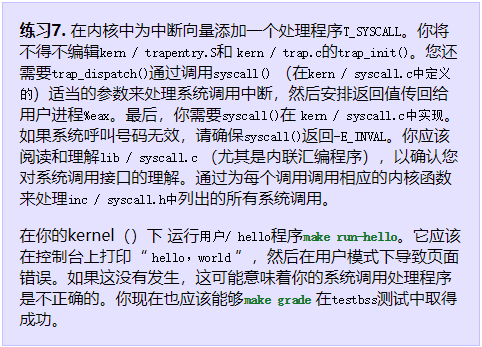 练习7. 在内核中为中断向量添加一个处理程序T_SYSCALL。你将
不得不编辑kern / trapentry.S和 kern / trap.c的trap_init()。您还
需要trap_dispatch()通过调用syscall() （在kern / syscall.c中定义
的）适当的参数来处理系统调用中断，然后安排返回值传回给
用户进程%eax。最后，你需要syscall()在 kern / syscall.c中实现。
如果系统呼叫号码无效，请确保syscall()返回-E_INVAL。你应该
阅读和理解lib / syscall.c （尤其是内联汇编程序），以确认您
对系统调用接口的理解。通过为每个调用调用相应的内核函数
来处理inc / syscall.h中列出的所有系统调用。
在你的kernel（）下 运行用户/ hello程序make run-hello。它应该
在控制台上打印“ hello，world ”，然后在用户模式下导致页面
错误。如果这没有发生，这可能意味着你的系统调用处理程序
是不正确的。你现在也应该能够make grade 在testbss测试中取得
成功。